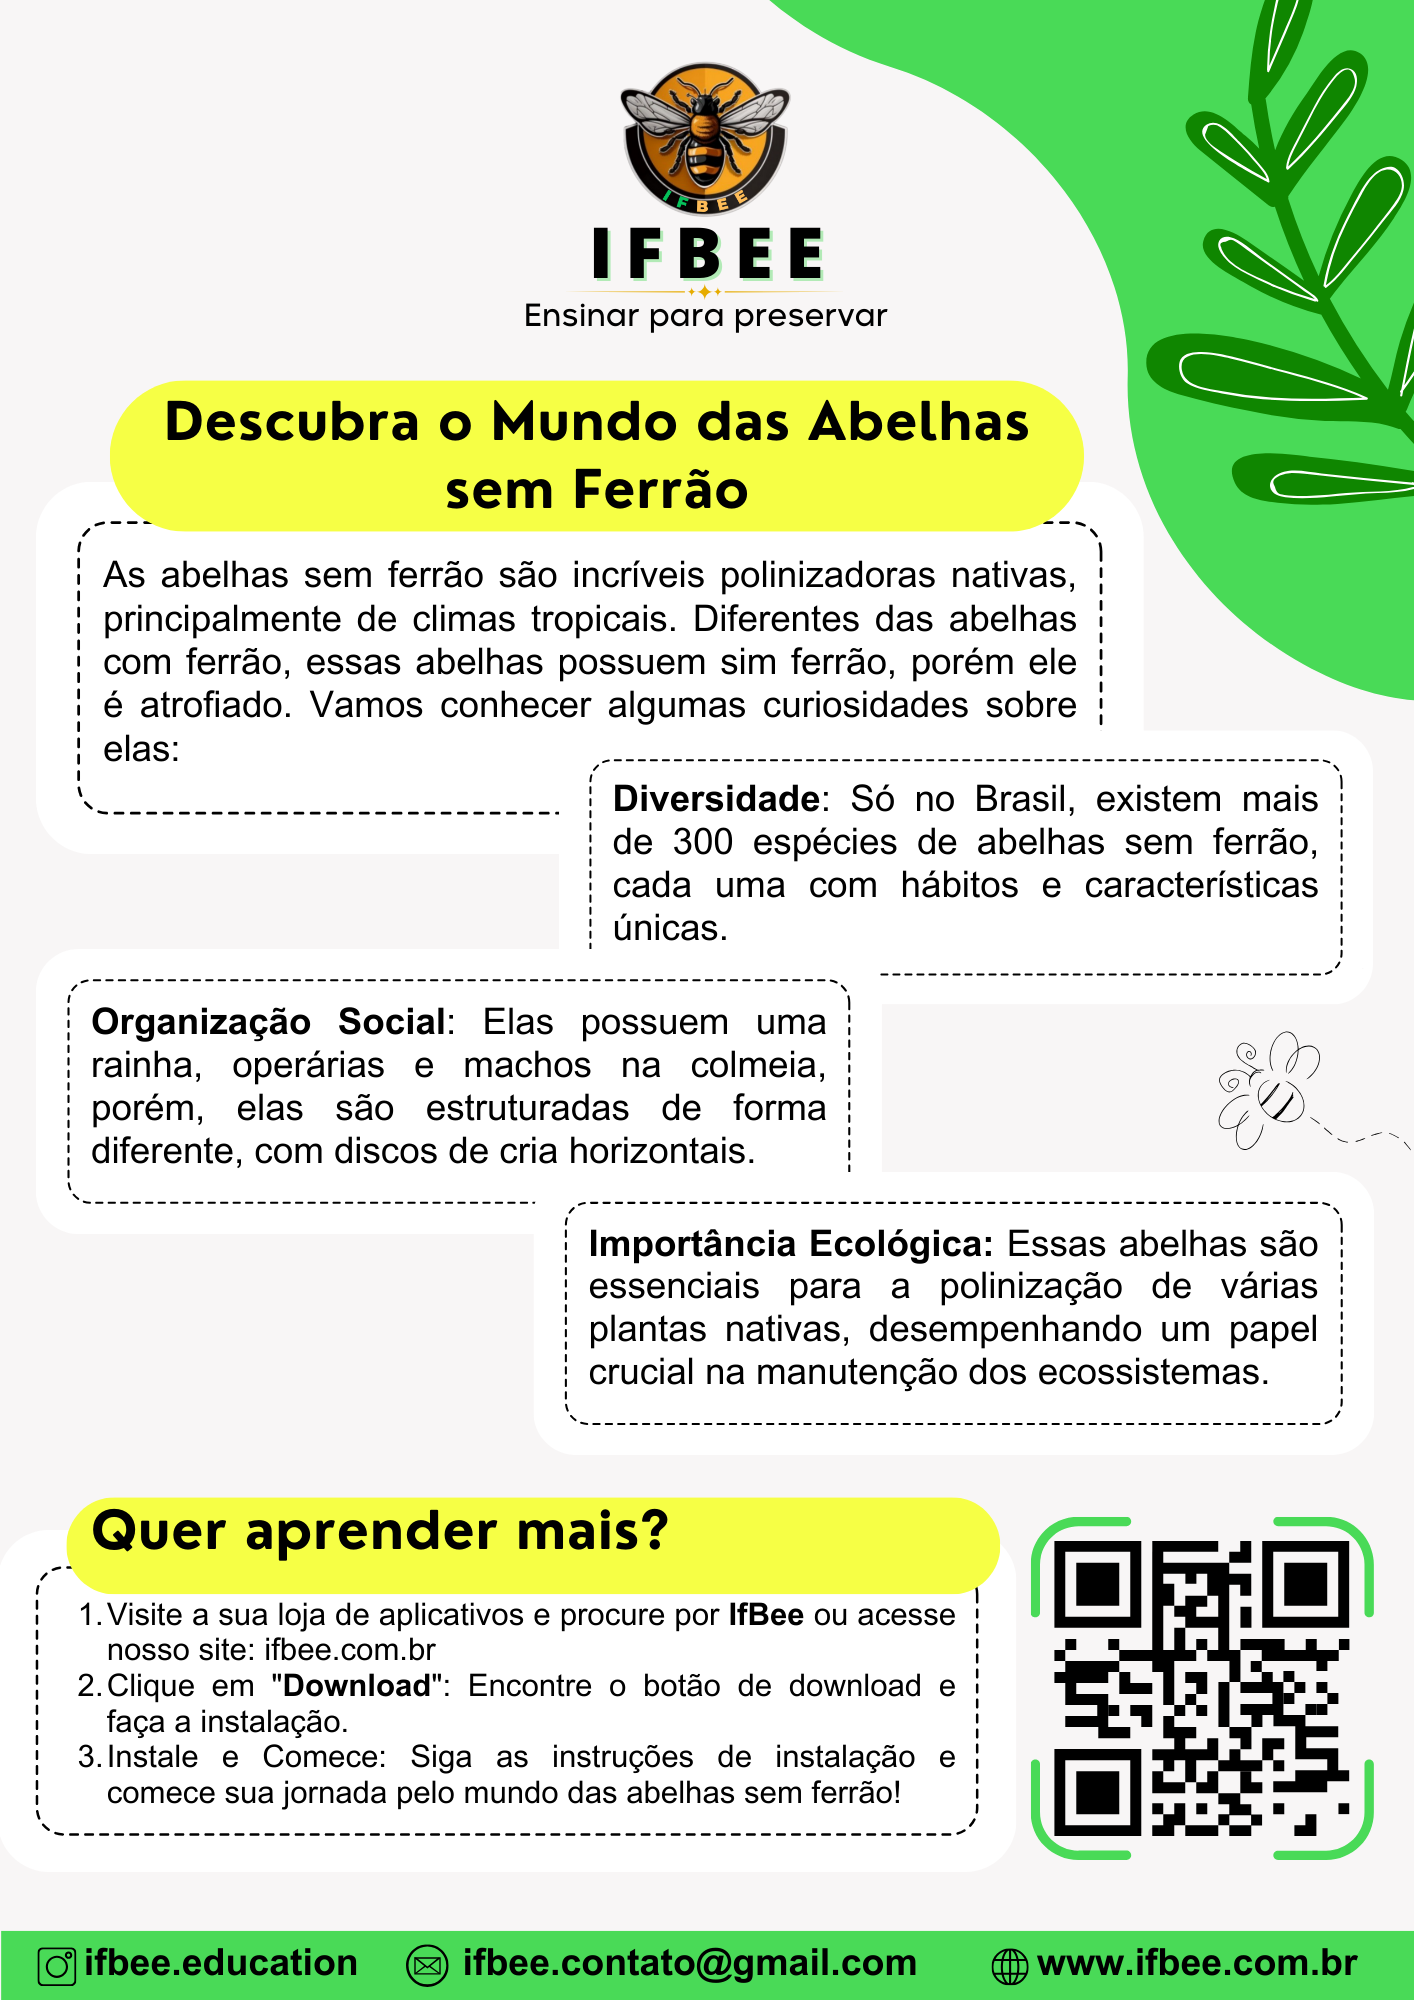 IFBEE
IFBEE
Ensinar para preservar
Descubra o Mundo das Abelhas
sem Ferrão
As abelhas sem ferrão são incríveis polinizadoras nativas,
principalmente de climas tropicais. Diferentes das abelhas
com ferrão, essas abelhas possuem sim ferrão, porém ele
é atrofiado. Vamos conhecer algumas curiosidades sobre
elas:
Diversidade: Só no Brasil, existem mais
de 300 espécies de abelhas sem ferrão,
cada uma com hábitos e características
únicas.
Organização Social: Elas possuem uma
rainha, operárias e machos na colmeia,
porém, elas são estruturadas de forma
diferente, com discos de cria horizontais.
Importância Ecológica: Essas abelhas são
essenciais para a polinização de várias
plantas nativas, desempenhando um papel
crucial na manutenção dos ecossistemas.
Quer aprender mais?
1. Visite a sua loja de aplicativos e procure por IfBee ou acesse
nosso site: ifbee.com.br
2. Clique em "Download": Encontre o botão de download e
faça a instalação.
3. Instale e Comece: Siga as instruções de instalação e
comece sua jornada pelo mundo das abelhas sem ferrão!
ifbee.education
ifbee.contato@gmail.com
www.ifbee.com.br